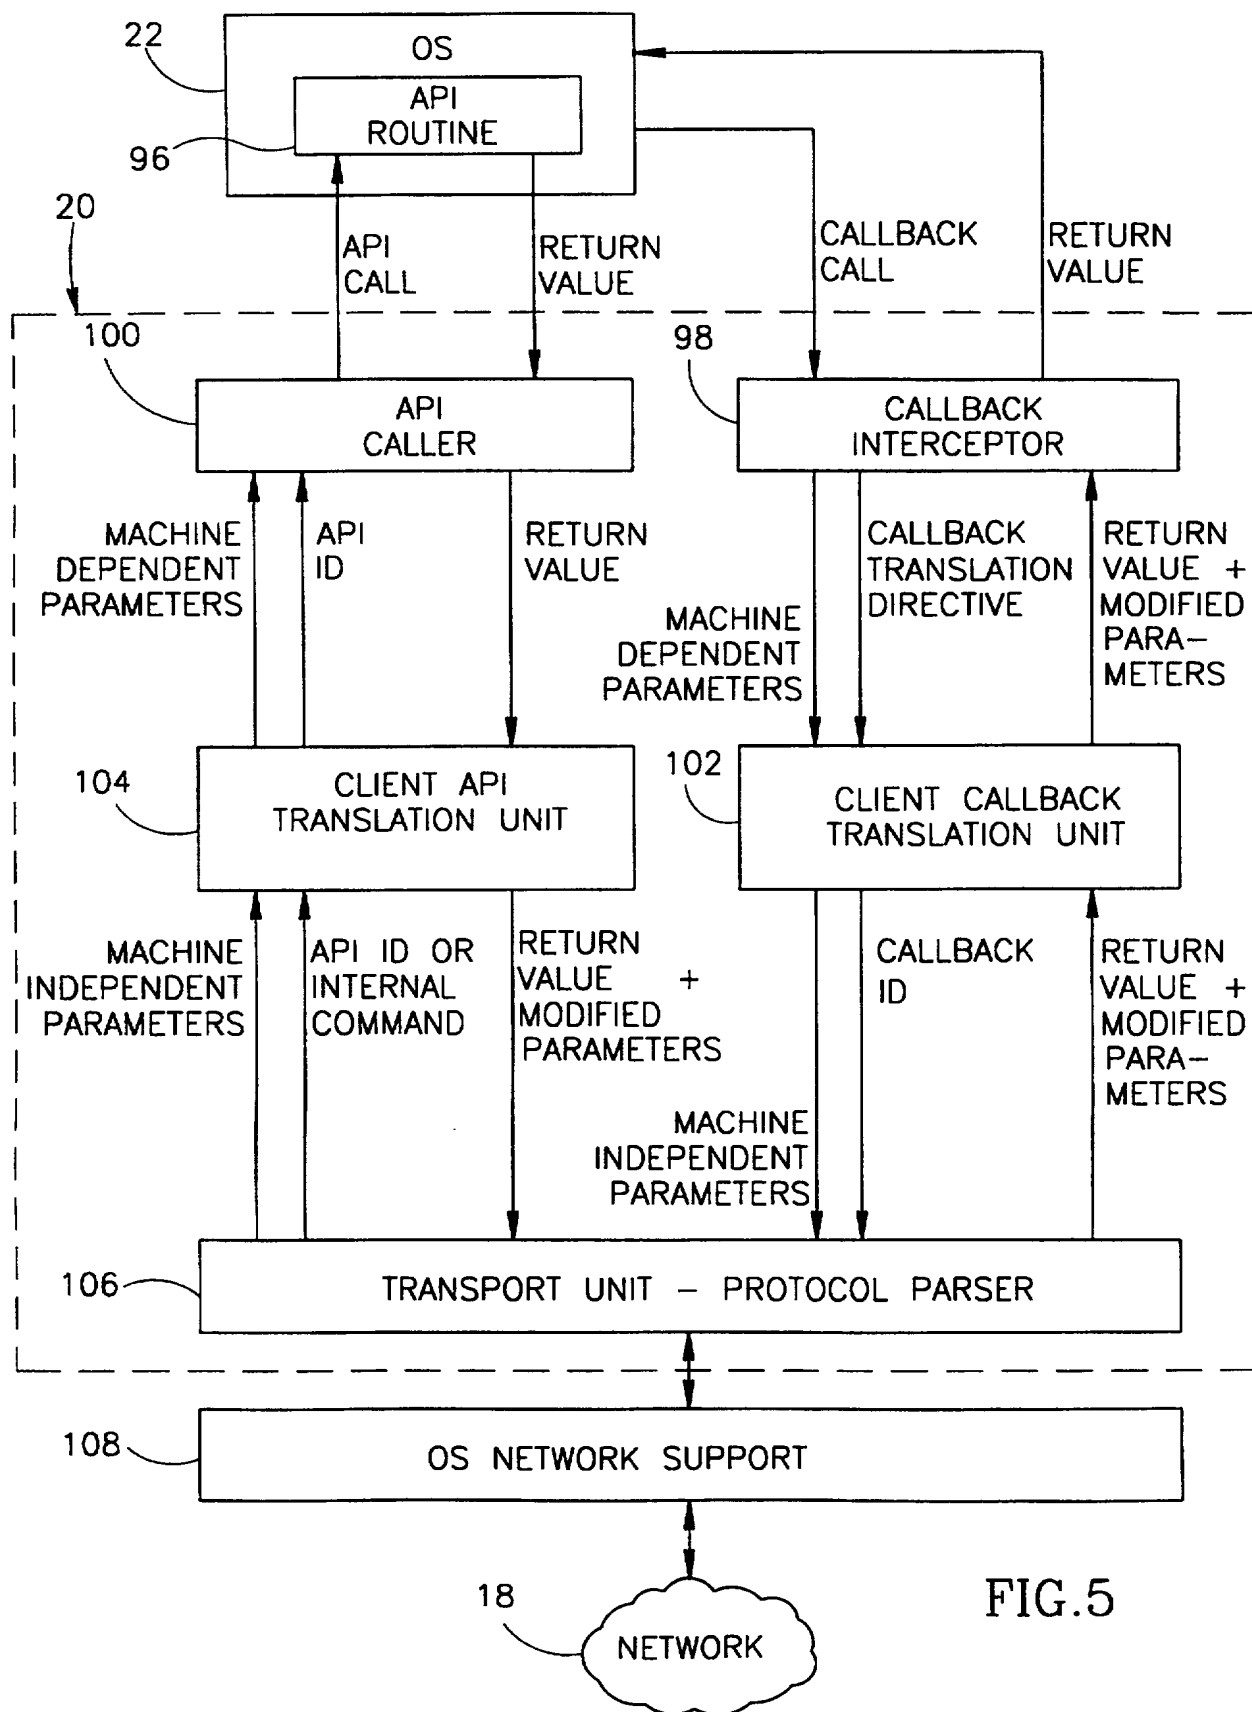 22
OS
API
ROUTINE
96
20
API
CALL
RETURN
VALUE
CALLBACK
CALL
RETURN
VALUE
100
API
CALLER
98
CALLBACK
INTERCEPTOR
MACHINE
DEPENDENT
PARAMETERS
API
ID
RETURN
VALUE
MACHINE
DEPENDENT
PARAMETERS
CALLBACK
TRANSLATION
DIRECTIVE
RETURN
VALUE +
MODIFIED
PARA-
METERS
104
CLIENT API
TRANSLATION UNIT
102
CLIENT CALLBACK
TRANSLATION UNIT
MACHINE
INDEPENDENT
PARAMETERS
API ID OR
INTERNAL
COMMAND
RETURN
VALUE +
MODIFIED
PARAMETERS
MACHINE
INDEPENDENT
PARAMETERS
CALLBACK
ID
RETURN
VALUE +
MODIFIED
PARA-
METERS
106
TRANSPORT UNIT - PROTOCOL PARSER
108
OS NETWORK SUPPORT
18
NETWORK
FIG.5